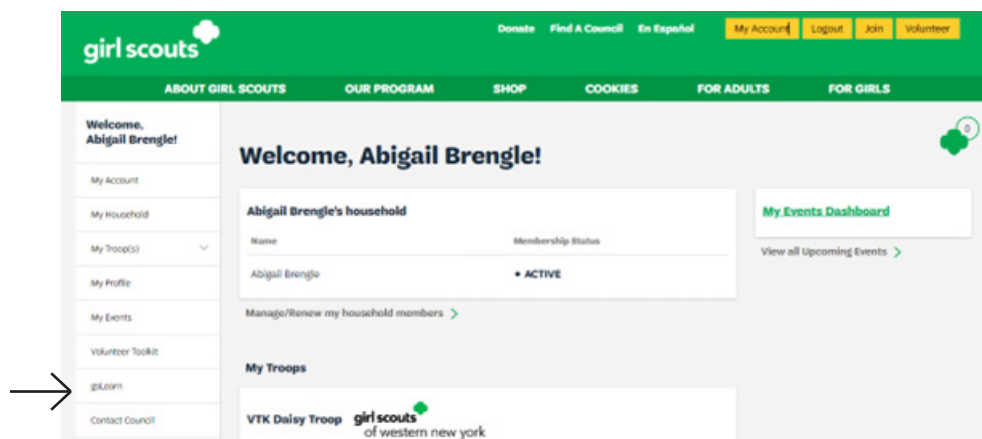 girl scouts
Donate Find A Council En Español My Account Logout Join Volunteer
ABOUT GIRL SCOUTS OUR PROGRAM SHOP COOKIES FOR ADULTS FOR GIRLS
Welcome,
Abigail Brengle!
My Account
My Household
My Troop(s)
My Profile
My Events
Volunteer Toolkit
gsLearn
Contact Council
0
Welcome, Abigail Brengle!
Abigail Brengle's household
Name Membership Status
Abigail Brengle • ACTIVE
Manage/Renew my household members >
My Events Dashboard
View all Upcoming Events >
My Troops
VTK Daisy Troop girl scouts
of western new york